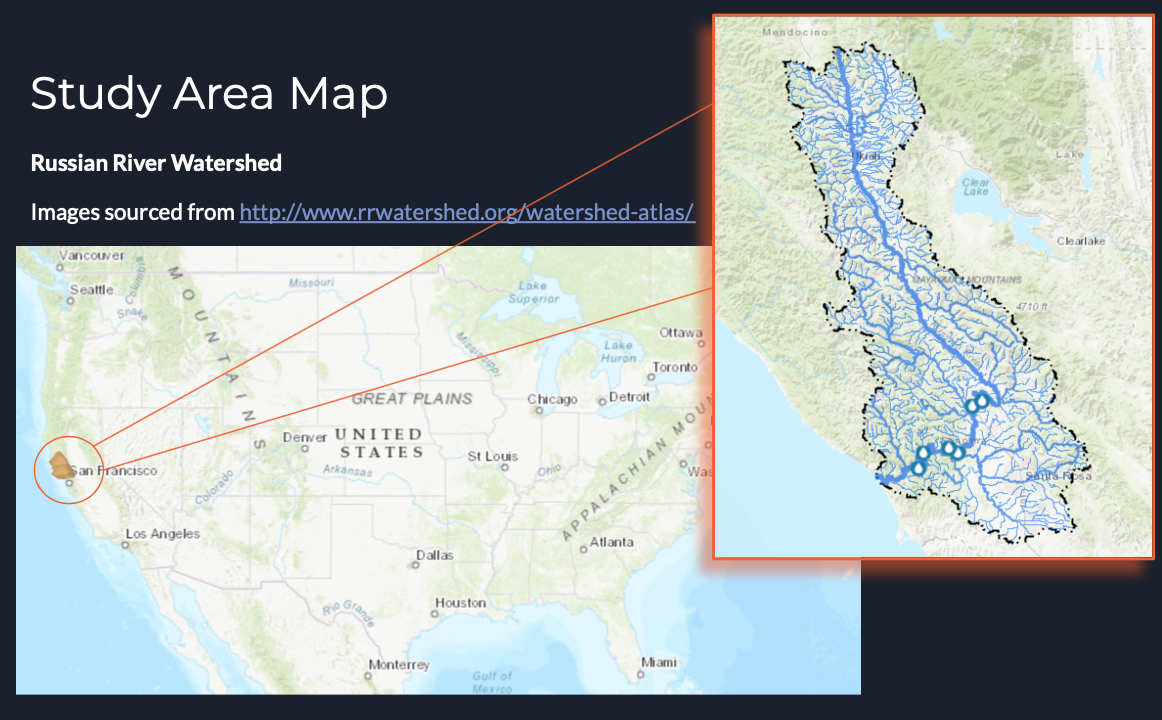 Study Area Map
Russian River Watershed
Images sourced from http://www.rrwatershed.org/watershed-atlas/
Vancouver
Seattle
Columbia
Snake
MOUNTAINS
Missouri
Lake
Superior
Mississippi
Lake
Huron
Ottawa
Toronto
GREAT PLAINS
Chicago
Detroit
Denver
UNITED
STATES
San Francisco
Colorado
Arkansas
St Louis
Ohio
APPALACHIAN MOUN
Was
Los Angeles
Dallas
Atlanta
Houston
Rio Grande
Monterrey
Miami
Gulf of
Mexico
Mendocino
Ukiah
Lake
Clear
Lake
Clearlake
MAYACMAS MOUNTAINS
4710 ft
Santa Rosa